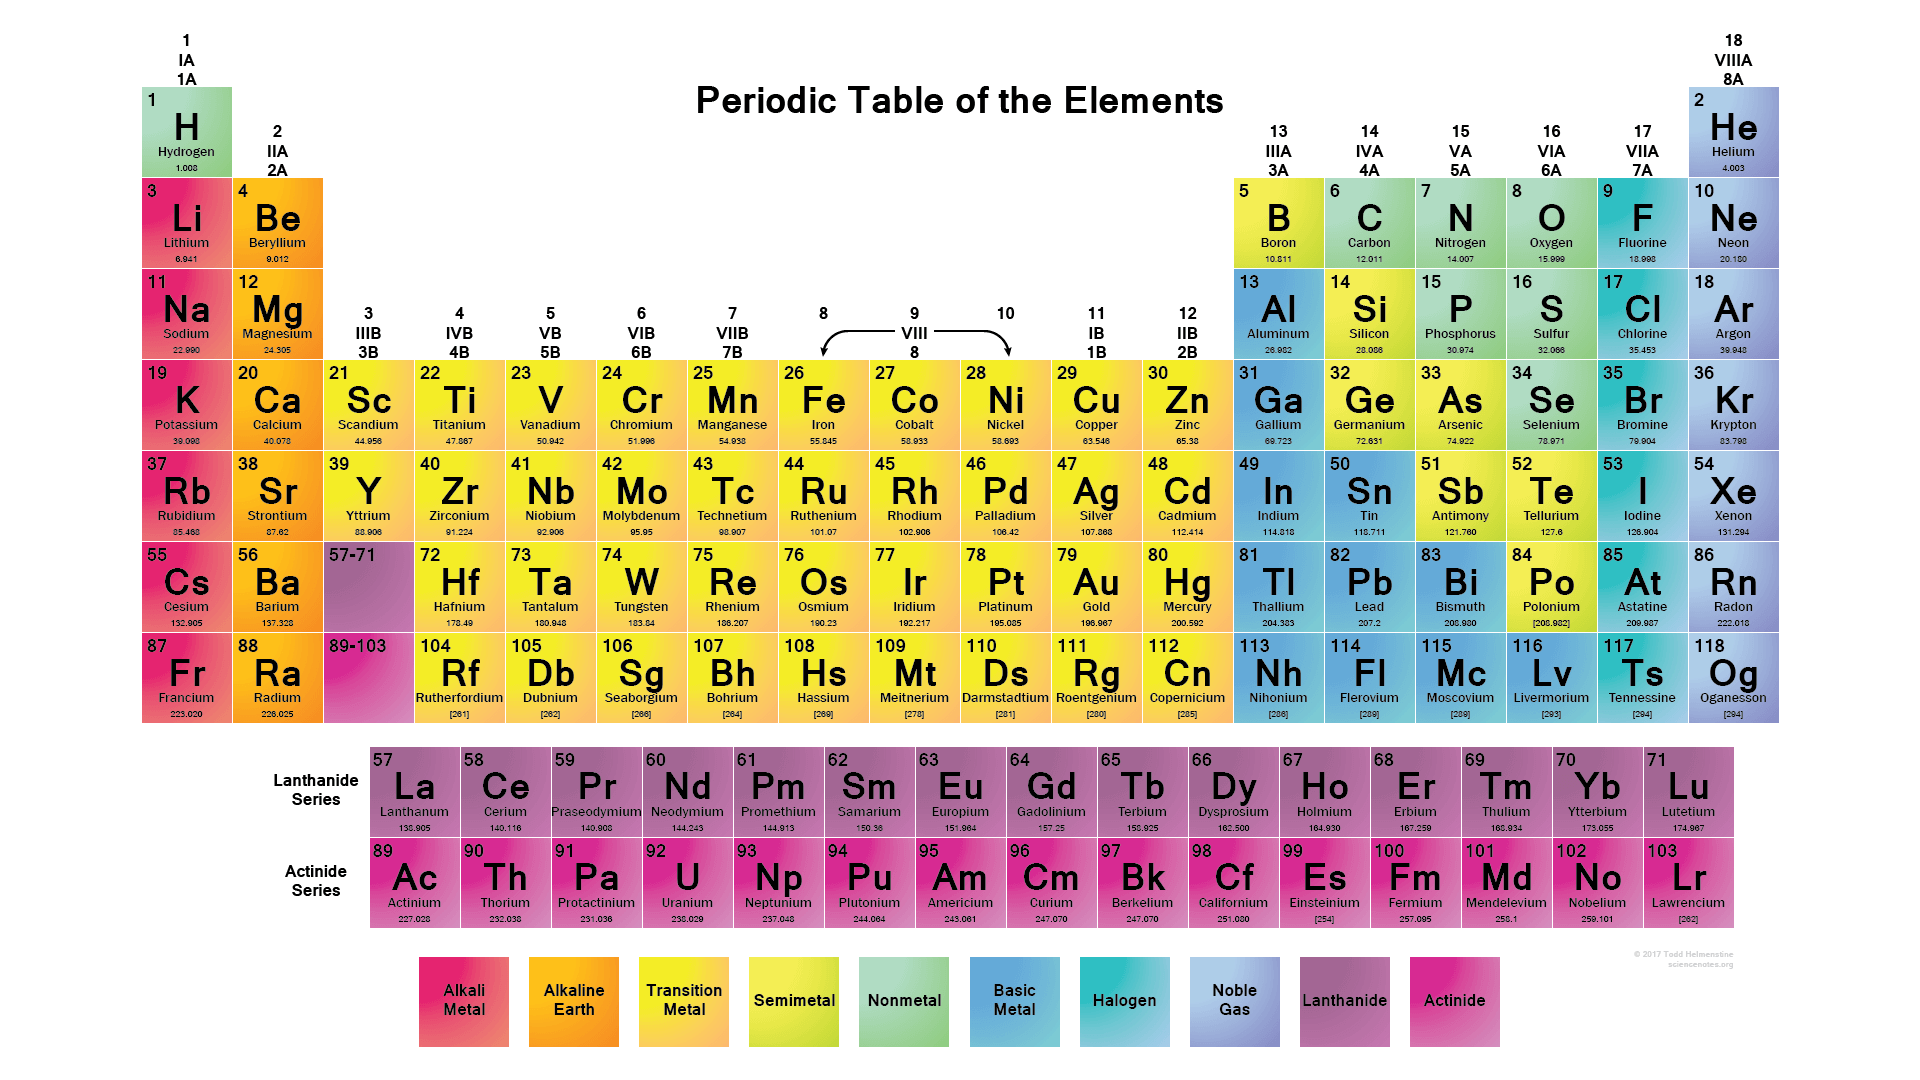 1
IA
1A
18
VIIIA
8A
Periodic Table of the Elements
1
H
Hydrogen
1.008
2
IIA
2A
13
IIIA
3A
14
IVA
4A
15
VA
5A
16
VIA
6A
17
VIIA
7A
2
He
Helium
4.003
3
Li
Lithium
6.941
4
Be
Beryllium
9.012
5
B
Boron
10.811
6
C
Carbon
12.011
7
N
Nitrogen
14.007
8
O
Oxygen
15.999
9
F
Fluorine
18.998
10
Ne
Neon
20.180
11
Na
Sodium
22.990
12
Mg
Magnesium
24.305
3
IIIB
3B
4
IVB
4B
5
VB
5B
6
VIB
6B
7
VIIB
7B
8
9
VIII
8
10
11
IB
1B
12
IIB
2B
13
Al
Aluminum
26.982
14
Si
Silicon
28.086
15
P
Phosphorus
30.974
16
S
Sulfur
32.066
17
Cl
Chlorine
35.453
18
Ar
Argon
39.948
19
K
Potassium
39.098
20
Ca
Calcium
40.078
21
Sc
Scandium
44.956
22
Ti
Titanium
47.867
23
V
Vanadium
50.942
24
Cr
Chromium
51.996
25
Mn
Manganese
54.938
26
Fe
Iron
55.845
27
Co
Cobalt
58.933
28
Ni
Nickel
58.693
29
Cu
Copper
63.546
30
Zn
Zinc
65.38
31
Ga
Gallium
69.723
32
Ge
Germanium
72.631
33
As
Arsenic
74.922
34
Se
Selenium
78.971
35
Br
Bromine
79.904
36
Kr
Krypton
83.798
37
Rb
Rubidium
85.468
38
Sr
Strontium
87.62
39
Y
Yttrium
88.906
40
Zr
Zirconium
91.224
41
Nb
Niobium
92.906
42
Mo
Molybdenum
95.95
43
Tc
Technetium
98.907
44
Ru
Ruthenium
101.07
45
Rh
Rhodium
102.906
46
Pd
Palladium
106.42
47
Ag
Silver
107.868
48
Cd
Cadmium
112.414
49
In
Indium
114.818
50
Sn
Tin
118.711
51
Sb
Antimony
121.760
52
Te
Tellurium
127.6
53
I
Iodine
126.904
54
Xe
Xenon
131.294
55
Cs
Cesium
132.905
56
Ba
Barium
137.328
57-71
72
Hf
Hafnium
178.49
73
Ta
Tantalum
180.948
74
W
Tungsten
183.84
75
Re
Rhenium
186.207
76
Os
Osmium
190.23
77
Ir
Iridium
192.217
78
Pt
Platinum
195.085
79
Au
Gold
196.967
80
Hg
Mercury
200.592
81
Tl
Thallium
204.383
82
Pb
Lead
207.2
83
Bi
Bismuth
208.980
84
Po
Polonium
[208.982]
85
At
Astatine
209.987
86
Rn
Radon
222.018
87
Fr
Francium
223.020
88
Ra
Radium
226.025
89-103
104
Rf
Rutherfordium
[261]
105
Db
Dubnium
[262]
106
Sg
Seaborgium
[266]
107
Bh
Bohrium
[264]
108
Hs
Hassium
[269]
109
Mt
Meitnerium
[278]
110
Ds
Darmstadtium
[281]
111
Rg
Roentgenium
[280]
112
Cn
Copernicium
[285]
113
Nh
Nihonium
[286]
114
Fl
Flerovium
[289]
115
Mc
Moscovium
[289]
116
Lv
Livermorium
[293]
117
Ts
Tennessine
[294]
118
Og
Oganesson
[294]
Lanthanide
Series
57
La
Lanthanum
138.905
58
Ce
Cerium
140.116
59
Pr
Praseodymium
140.908
60
Nd
Neodymium
144.243
61
Pm
Promethium
144.913
62
Sm
Samarium
150.36
63
Eu
Europium
151.964
64
Gd
Gadolinium
157.25
65
Tb
Terbium
158.925
66
Dy
Dysprosium
162.500
67
Ho
Holmium
164.930
68
Er
Erbium
167.259
69
Tm
Thulium
168.934
70
Yb
Ytterbium
173.055
71
Lu
Lutetium
174.967
Actinide
Series
89
Ac
Actinium
227.028
90
Th
Thorium
232.038
91
Pa
Protactinium
231.036
92
U
Uranium
238.029
93
Np
Neptunium
237.048
94
Pu
Plutonium
244.064
95
Am
Americium
243.061
96
Cm
Curium
247.070
97
Bk
Berkelium
247.070
98
Cf
Californium
251.080
99
Es
Einsteinium
[254]
100
Fm
Fermium
257.095
101
Md
Mendelevium
258.1
102
No
Nobelium
259.101
103
Lr
Lawrencium
[262]
© 2017 Todd Helmenstine
sciencenotes.org
Alkali
Metal
Alkaline
Earth
Transition
Metal
Semimetal
Nonmetal
Basic
Metal
Halogen
Noble
Gas
Lanthanide
Actinide